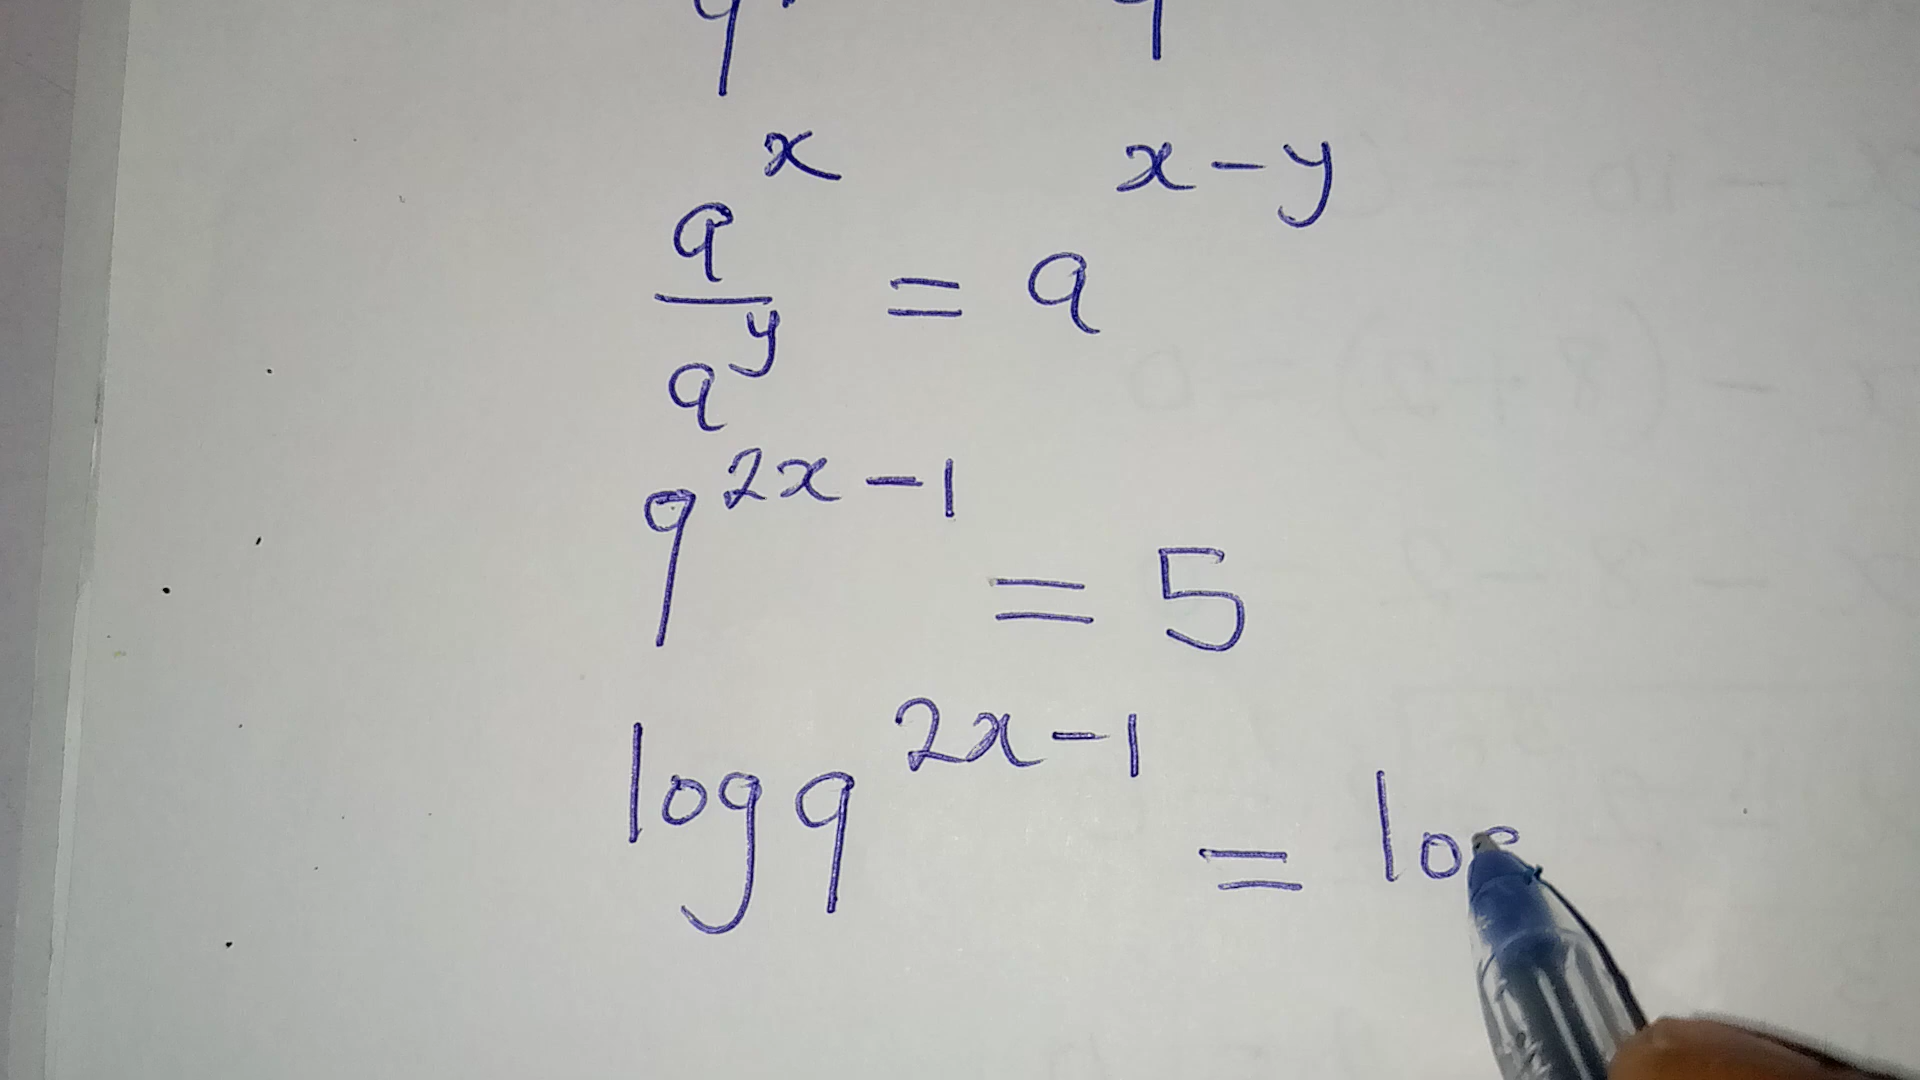 a^x / a^y = a^(x-y)
9^(2x-1) = 5
log 9^(2x-1) = lo